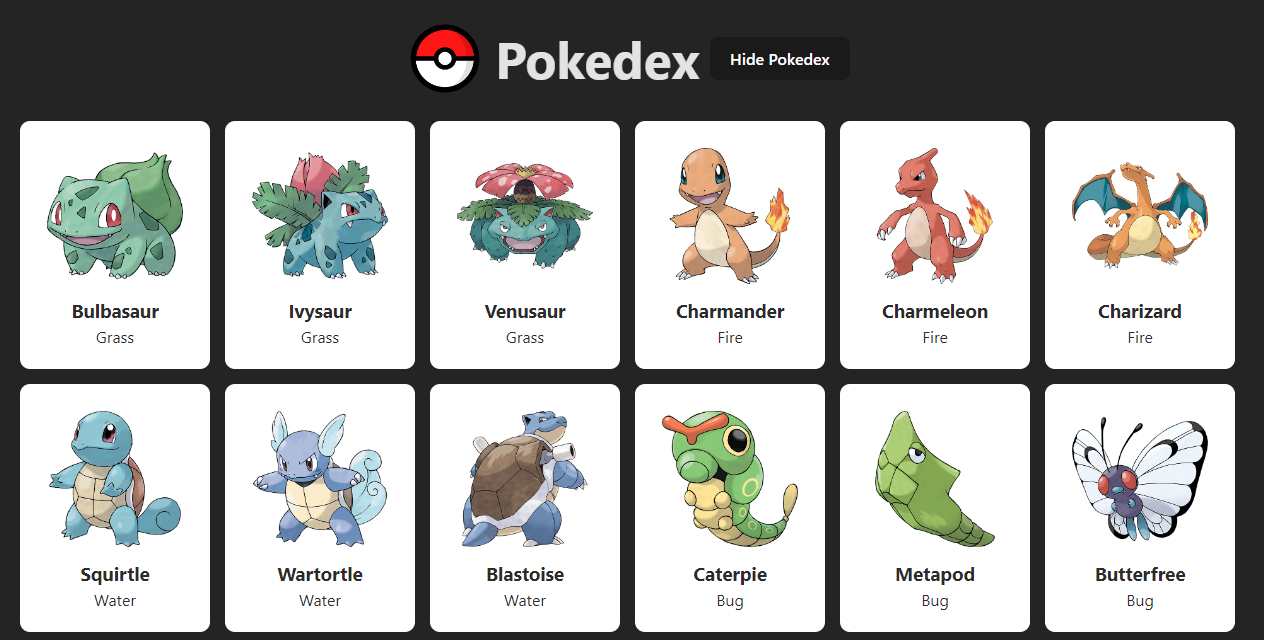 Pokedex
Hide Pokedex
Bulbasaur
Grass
Ivysaur
Grass
Venusaur
Grass
Charmander
Fire
Charmeleon
Fire
Charizard
Fire
Squirtle
Water
Wartortle
Water
Blastoise
Water
Caterpie
Bug
Metapod
Bug
Butterfree
Bug